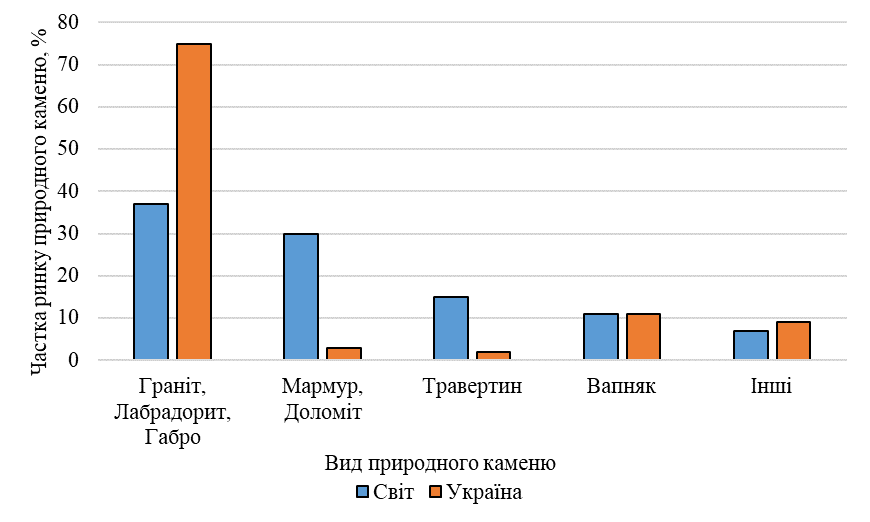 Частка ринку природного каменю, %
80
70
60
50
40
30
20
10
0
Граніт,
Лабрадорит,
Габро
Мармур,
Доломіт
Травертин
Вапняк
Інші
Вид природного каменю
Світ
Україна